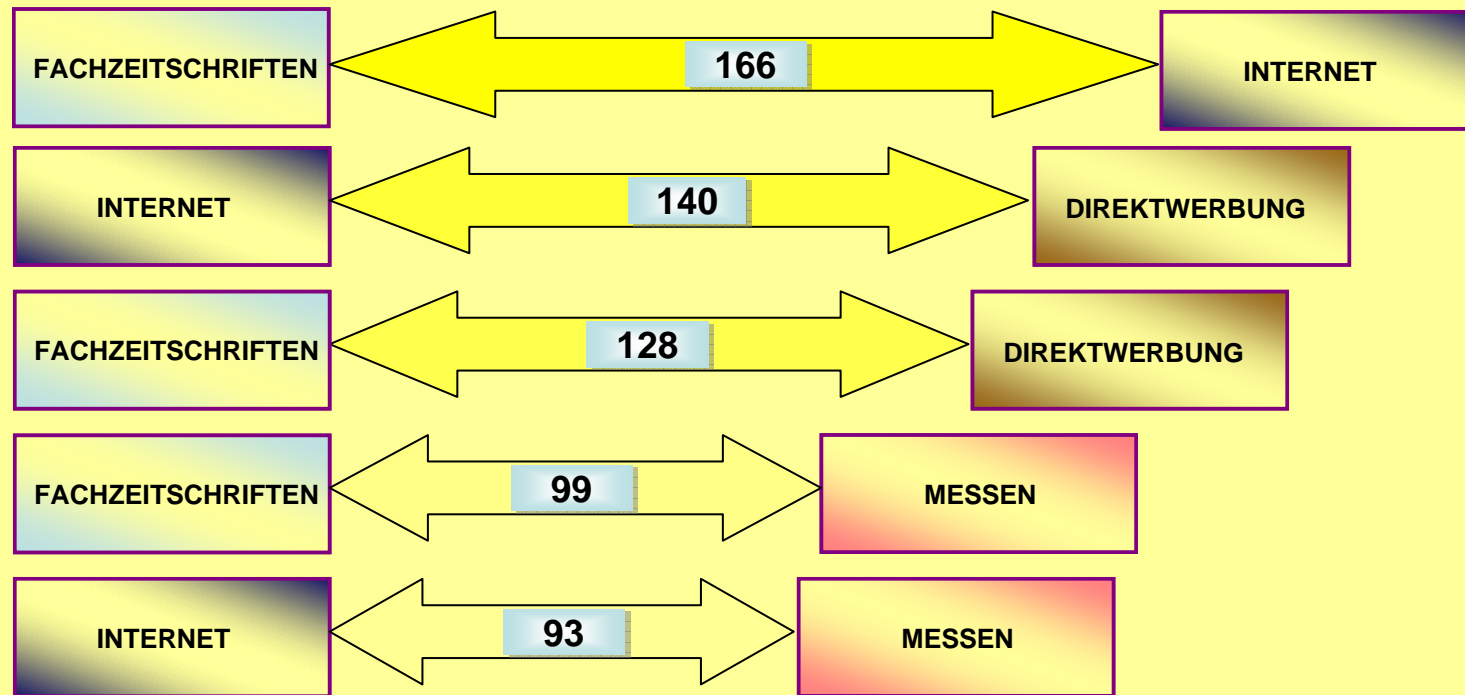 FACHZEITSCHRIFTEN 166 INTERNET
INTERNET 140 DIREKTWERBUNG
FACHZEITSCHRIFTEN 128 DIREKTWERBUNG
FACHZEITSCHRIFTEN 99 MESSEN
INTERNET 93 MESSEN